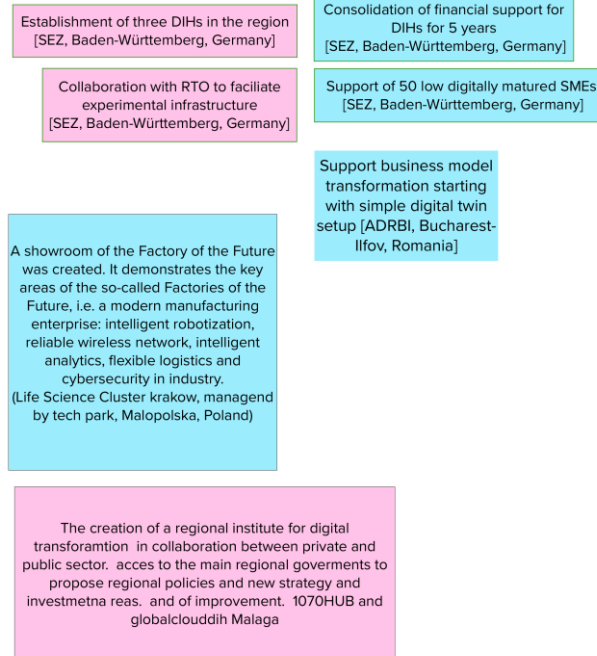 Establishment of three DIHs in the region
[SEZ, Baden-Württemberg, Germany]
Consolidation of financial support for
DIHs for 5 years
[SEZ, Baden-Württemberg, Germany]
Collaboration with RTO to faciliate
experimental infrastructure
[SEZ, Baden-Württemberg, Germany]
Support of 50 low digitally matured SMEs
[SEZ, Baden-Württemberg, Germany]
Support business model
transformation starting
with simple digital twin
setup [ADRBI, Bucharest-
Ilfov, Romania]
A showroom of the Factory of the Future
was created. It demonstrates the key
areas of the so-called Factories of the
Future, i.e. a modern manufacturing
enterprise: intelligent robotization,
reliable wireless network, intelligent
analytics, flexible logistics and
cybersecurity in industry.
(Life Science Cluster krakow, managend
by tech park, Malopolska, Poland)
The creation of a regional institute for digital
transforamtion in collaboration between private and
public sector. acces to the main regional goverments to
propose regional policies and new strategy and
investmetna reas. and of improvement. 1070HUB and
globalclouddih Malaga